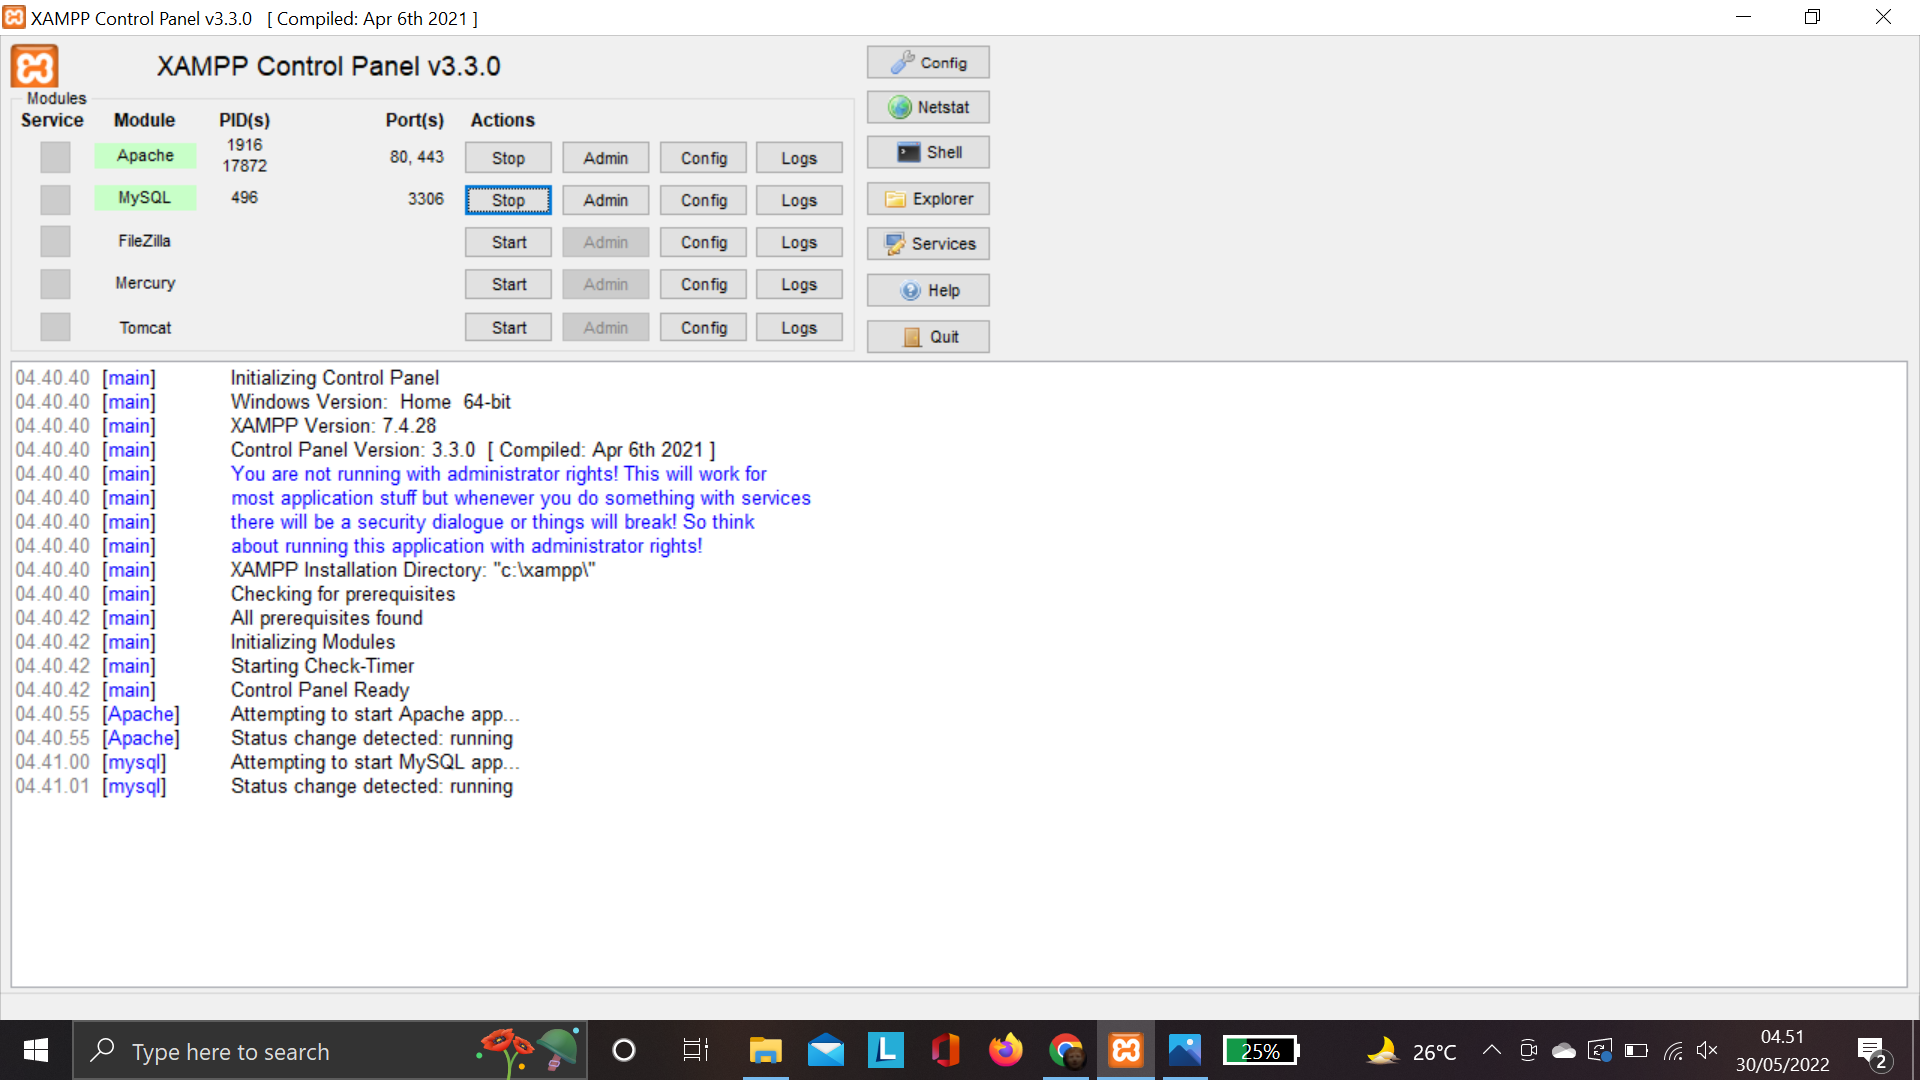 XAMPP Control Panel v3.3.0 [ Compiled: Apr 6th 2021 ]
XAMPP Control Panel v3.3.0
Config
Netstat
Shell
Explorer
Services
Help
Quit
Modules
Service Module PID(s) Port(s) Actions
Apache 1916 17872 80, 443 Stop Admin Config Logs
MySQL 496 3306 Stop Admin Config Logs
FileZilla Start Admin Config Logs
Mercury Start Admin Config Logs
Tomcat Start Admin Config Logs
04.40.40 [main] Initializing Control Panel
04.40.40 [main] Windows Version: Home 64-bit
04.40.40 [main] XAMPP Version: 7.4.28
04.40.40 [main] Control Panel Version: 3.3.0 [ Compiled: Apr 6th 2021 ]
04.40.40 [main] You are not running with administrator rights! This will work for
04.40.40 [main] most application stuff but whenever you do something with services
04.40.40 [main] there will be a security dialogue or things will break! So think
04.40.40 [main] about running this application with administrator rights!
04.40.40 [main] XAMPP Installation Directory: "c:\xampp\"
04.40.40 [main] Checking for prerequisites
04.40.42 [main] All prerequisites found
04.40.42 [main] Initializing Modules
04.40.42 [main] Starting Check-Timer
04.40.42 [main] Control Panel Ready
04.40.55 [Apache] Attempting to start Apache app...
04.40.55 [Apache] Status change detected: running
04.41.00 [mysql] Attempting to start MySQL app...
04.41.01 [mysql] Status change detected: running
Type here to search
L
25%
26°C
04.51
30/05/2022
2